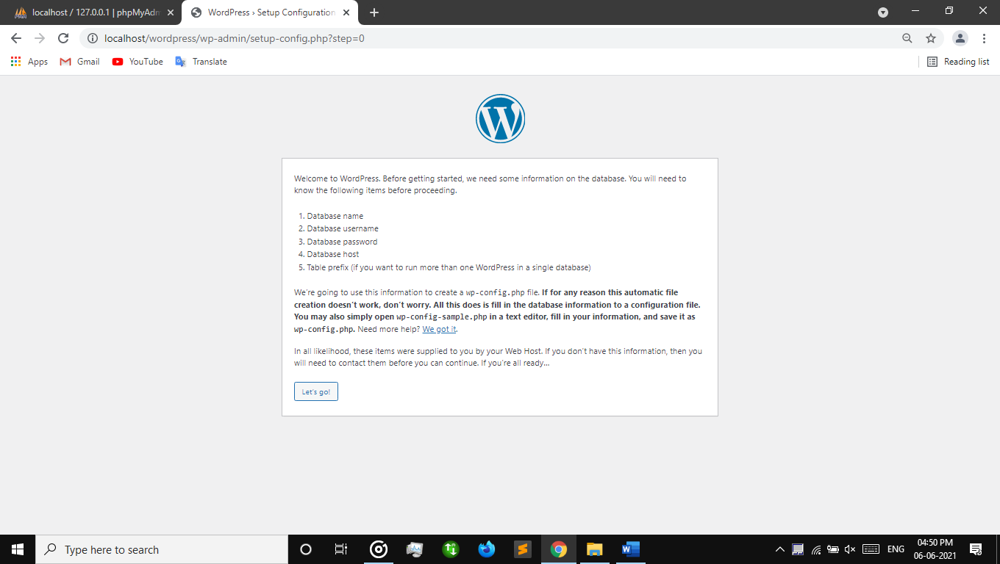 localhost / 127.0.0.1 | phpMyAdm
WordPress › Setup Configuration
localhost/wordpress/wp-admin/setup-config.php?step=0
Apps Gmail YouTube Translate Reading list
Welcome to WordPress. Before getting started, we need some information on the database. You will need to
know the following items before proceeding.
1. Database name
2. Database username
3. Database password
4. Database host
5. Table prefix (if you want to run more than one WordPress in a single database)
We’re going to use this information to create a wp-config.php file. If for any reason this automatic file
creation doesn’t work, don’t worry. All this does is fill in the database information to a configuration file.
You may also simply open wp-config-sample.php in a text editor, fill in your information, and save it as
wp-config.php. Need more help? We got it.
In all likelihood, these items were supplied to you by your Web Host. If you don’t have this information, then you
will need to contact them before you can continue. If you’re all ready…
Let’s go!
Type here to search
ENG
04:50 PM
06-06-2021